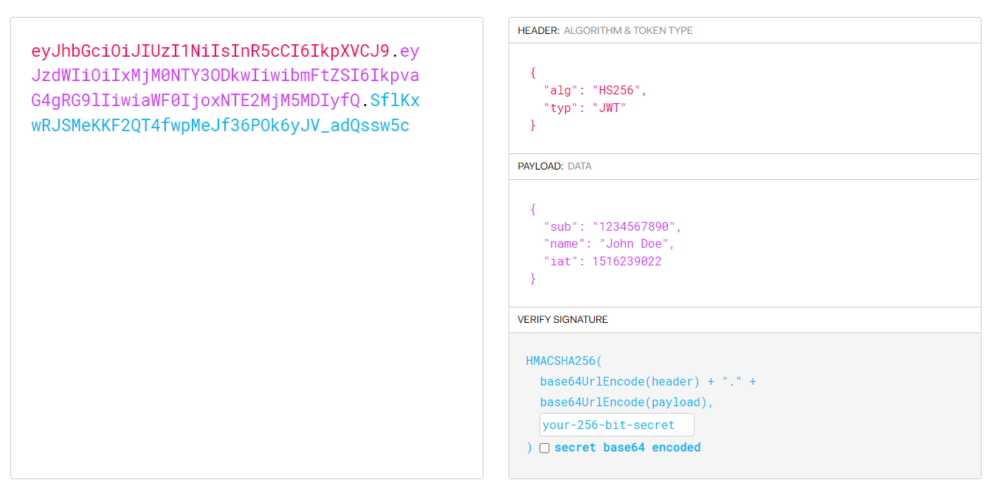 eyJhbGciOiJIUzI1NiIsInR5cCI6IkpXVCJ9.ey
JzdWIiOiIxMjM0NTY3ODkwIiwibmFtZSI6Ikpva
G4gRG9lIiwiaWF0IjoxNTE2MjM5MDIyfQ.SflKx
wRJSMeKKF2QT4fwpMeJf36POk6yJV_adQssw5c
HEADER: ALGORITHM & TOKEN TYPE
{
"alg": "HS256",
"typ": "JWT"
}
PAYLOAD: DATA
{
"sub": "1234567890",
"name": "John Doe",
"iat": 1516239022
}
VERIFY SIGNATURE
HMACSHA256(
base64UrlEncode(header) + "." +
base64UrlEncode(payload),
your-256-bit-secret
) secret base64 encoded